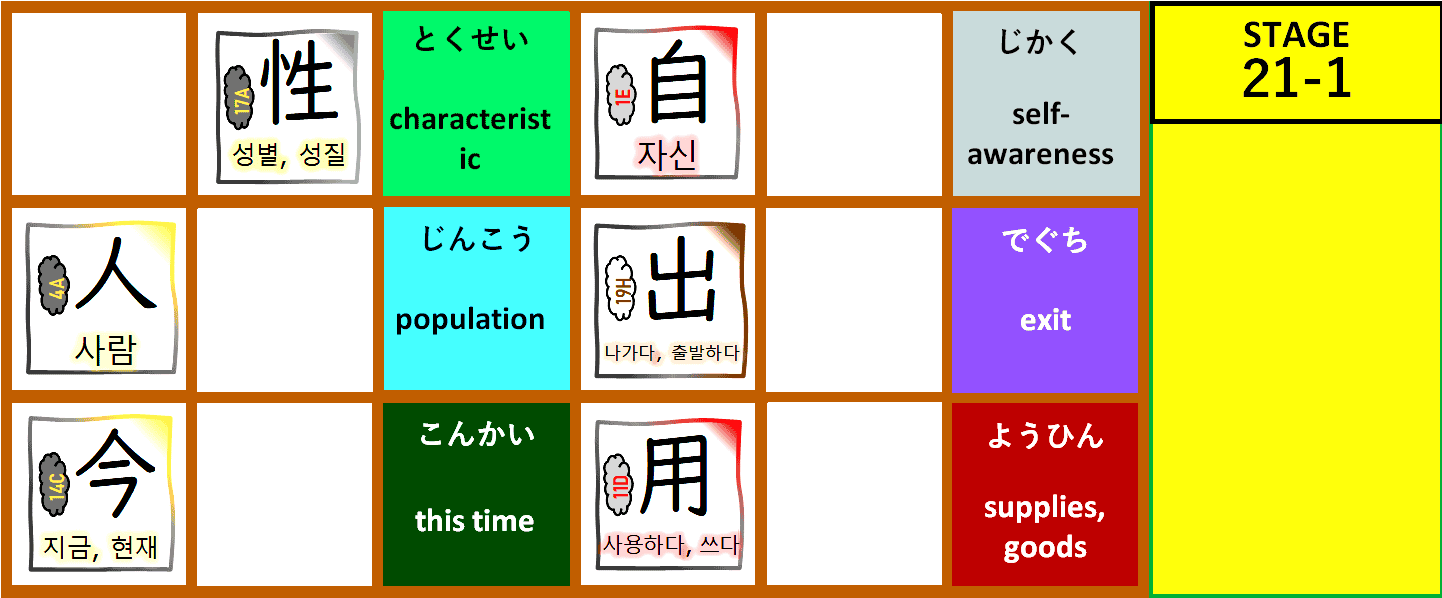 17A
性
성별, 성질
とくせい
characterist
ic
1E
自
자신
じかく
self-
awareness
STAGE
21-1
4A
人
사람
じんこう
population
19H
出
나가다, 출발하다
でぐち
exit
14C
今
지금, 현재
こんかい
this time
11D
用
사용하다, 쓰다
ようひん
supplies,
goods